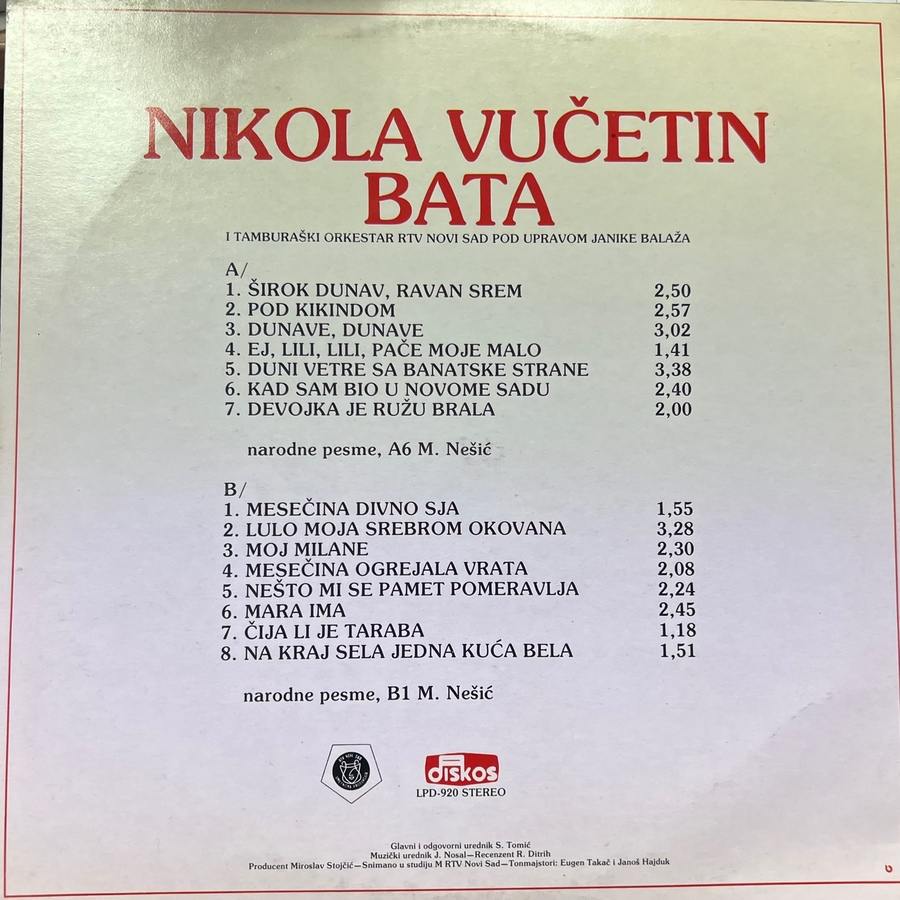 NIKOLA VUČETIN
BATA
I TAMBURAŠKI ORKESTAR RTV NOVI SAD POD UPRAVOM JANIKE BALAŽA
A/
1. ŠIROK DUNAV, RAVAN SREM 2,50
2. POD KIKINDOM 2,57
3. DUNAVE, DUNAVE 3,02
4. EJ, LILI, LILI, PAČE MOJE MALO 1,41
5. DUNI VETRE SA BANATSKE STRANE 3,38
6. KAD SAM BIO U NOVOME SADU 2,40
7. DEVOJKA JE RUŽU BRALA 2,00
narodne pesme, A6 M. Nešić
B/
1. MESEČINA DIVNO SJA 1,55
2. LULO MOJA SREBROM OKOVANA 3,28
3. MOJ MILANE 2,30
4. MESEČINA OGREJALA VRATA 2,08
5. NEŠTO MI SE PAMET POMERAVLJA 2,24
6. MARA IMA 2,45
7. ČIJA LI JE TARABA 1,18
8. NA KRAJ SELA JEDNA KUĆA BELA 1,51
narodne pesme, B1 M. Nešić
diskos
LPD-920 STEREO
Glavni i odgovorni urednik S. Tomić
Muzički urednik J. Nosal—Recenzent R. Ditrih
Producent Miroslav Stojčić—Snimano u studiju M RTV Novi Sad—Tonmajstori: Eugen Takač i Janoš Hajduk